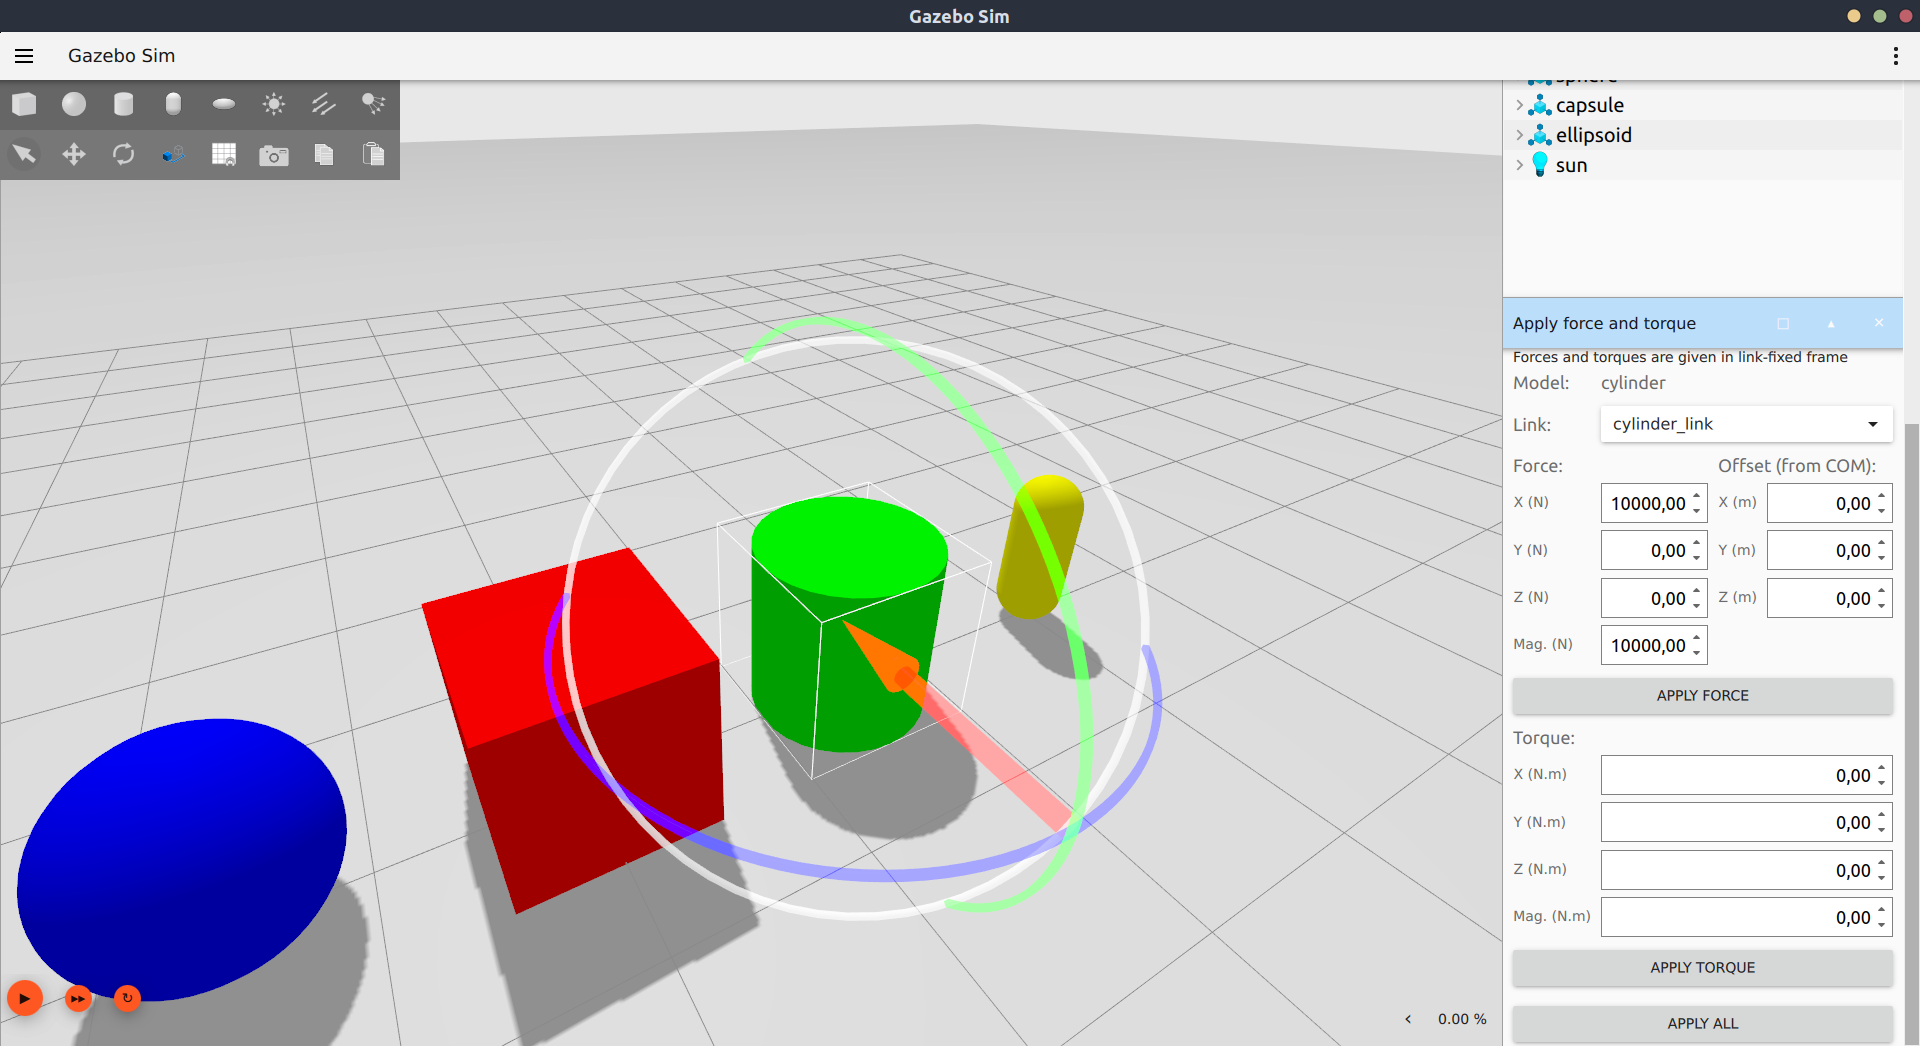 Gazebo Sim
Gazebo Sim
sphere
capsule
ellipsoid
sun
Apply force and torque
Forces and torques are given in link-fixed frame
Model: cylinder
Link: cylinder_link
Force: Offset (from COM):
X (N) 10000,00 X (m) 0,00
Y (N) 0,00 Y (m) 0,00
Z (N) 0,00 Z (m) 0,00
Mag. (N) 10000,00
APPLY FORCE
Torque:
X (N.m) 0,00
Y (N.m) 0,00
Z (N.m) 0,00
Mag. (N.m) 0,00
APPLY TORQUE
APPLY ALL
0.00 %